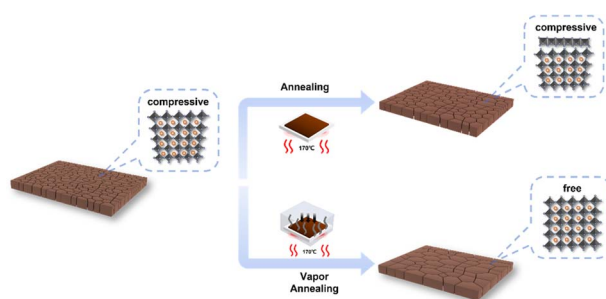 compressive
Annealing
170℃
compressive
170℃
Vapor
Annealing
free